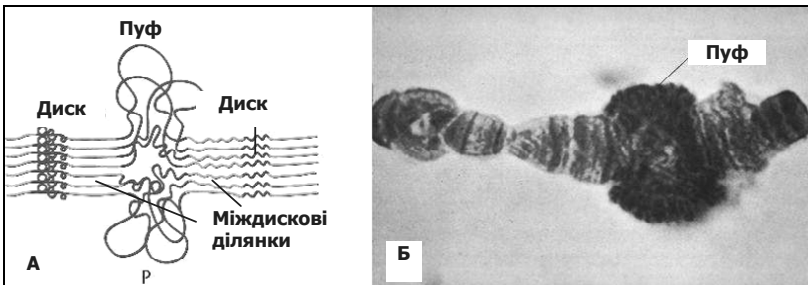 Пуф
Диск
Диск
Міждискові
ділянки
А
Р
Пуф
Б